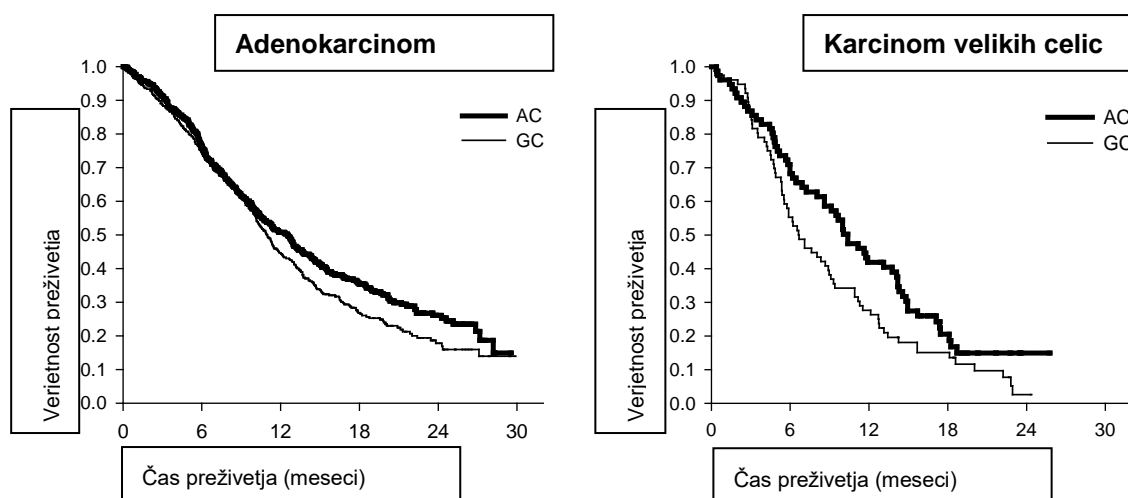 Adenokarcinom
1.0
0.9
0.8
0.7
0.6
0.5
0.4
0.3
0.2
0.1
0.0
Verjetnost preživetja
AC
GC
0 6 12 18 24 30
Čas preživetja (meseci)
Karcinom velikih celic
1.0
0.9
0.8
0.7
0.6
0.5
0.4
0.3
0.2
0.1
0.0
Verjetnost preživetja
AC
GC
0 6 12 18 24 30
Čas preživetja (meseci)